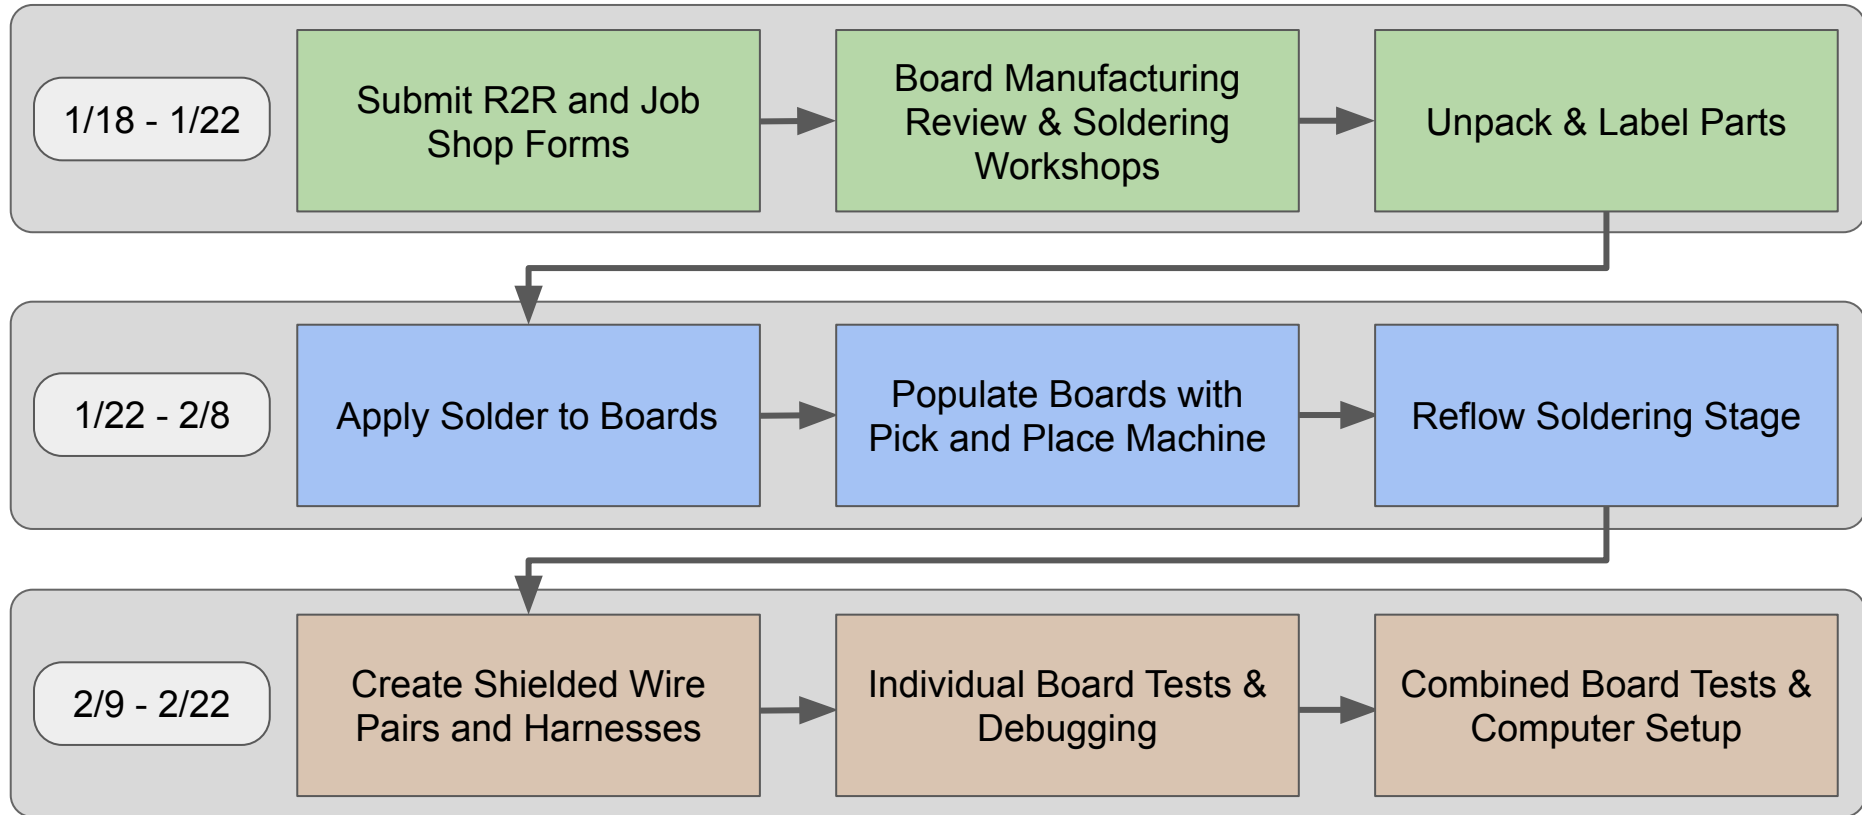 1/18 - 1/22
Submit R2R and Job
Shop Forms
Board Manufacturing
Review & Soldering
Workshops
Unpack & Label Parts
1/22 - 2/8
Apply Solder to Boards
Populate Boards with
Pick and Place Machine
Reflow Soldering Stage
2/9 - 2/22
Create Shielded Wire
Pairs and Harnesses
Individual Board Tests &
Debugging
Combined Board Tests &
Computer Setup